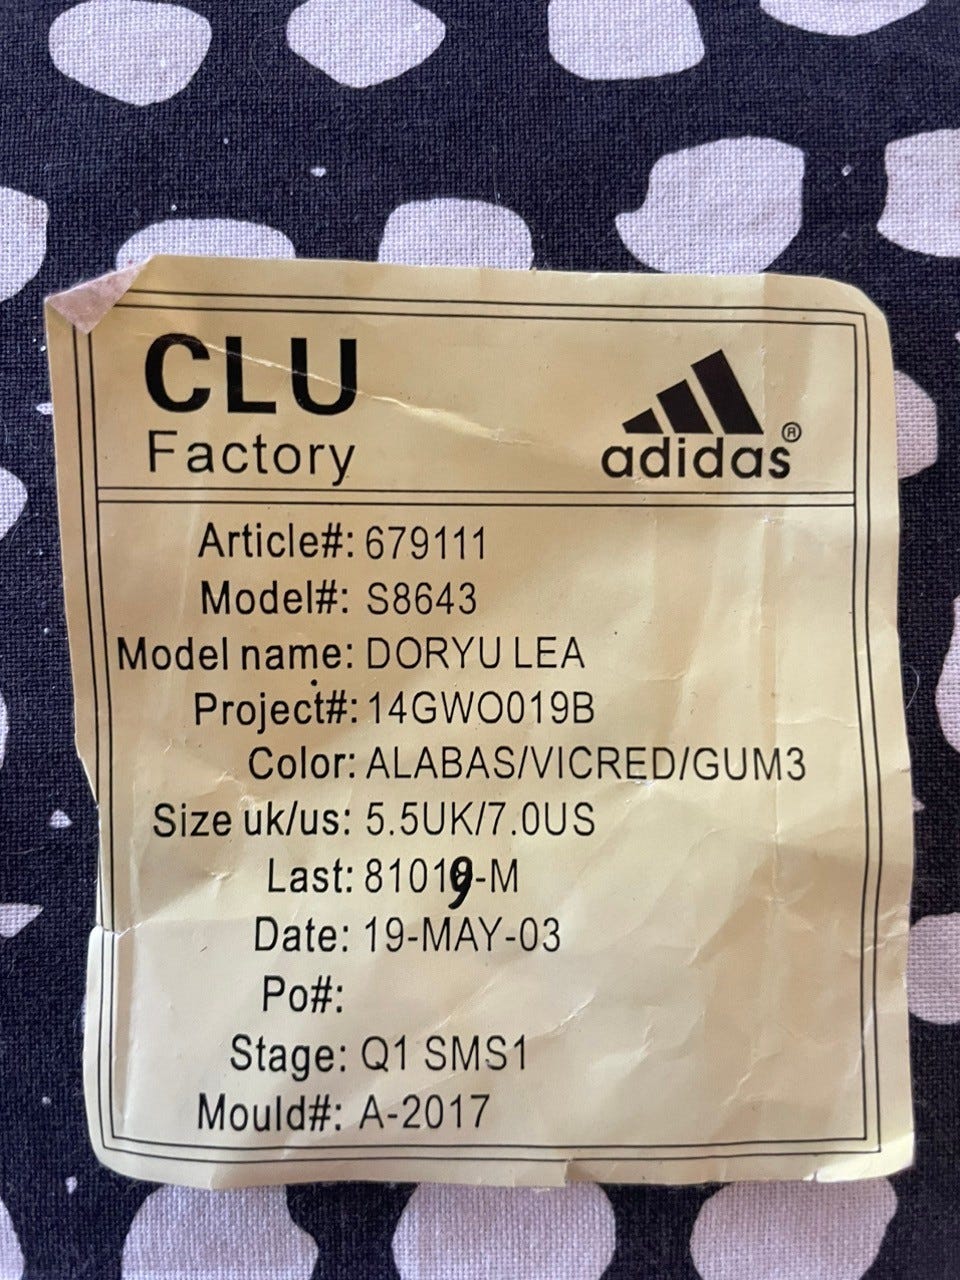 CLU
Factory
adidas®
Article#: 679111
Model#: S8643
Model name: DORYU LEA
Project#: 14GWO019B
Color: ALABAS/VICRED/GUM3
Size uk/us: 5.5UK/7.0US
Last: 81019-M
Date: 19-MAY-03
Po#:
Stage: Q1 SMS1
Mould#: A-2017